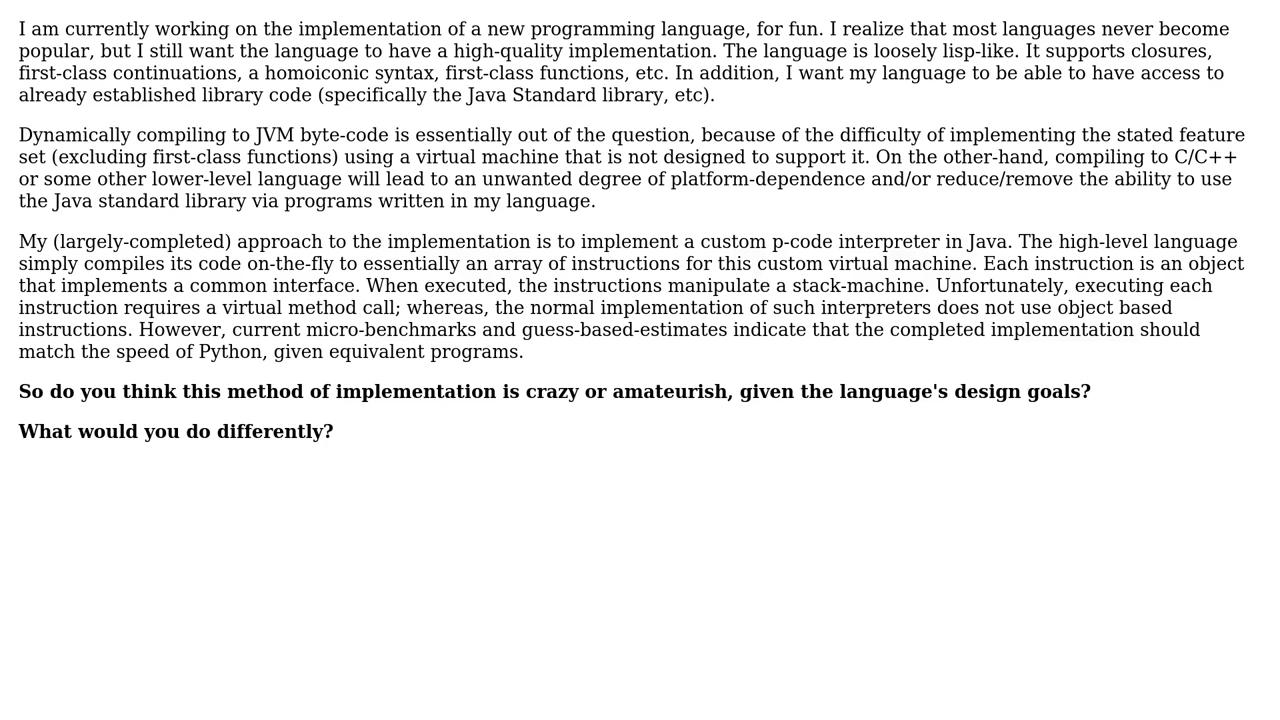 I am currently working on the implementation of a new programming language, for fun. I realize that most languages never become
popular, but I still want the language to have a high-quality implementation. The language is loosely lisp-like. It supports closures,
first-class continuations, a homoiconic syntax, first-class functions, etc. In addition, I want my language to be able to have access to
already established library code (specifically the Java Standard library, etc).
Dynamically compiling to JVM byte-code is essentially out of the question, because of the difficulty of implementing the stated feature
set (excluding first-class functions) using a virtual machine that is not designed to support it. On the other-hand, compiling to C/C++
or some other lower-level language will lead to an unwanted degree of platform-dependence and/or reduce/remove the ability to use
the Java standard library via programs written in my language.
My (largely-completed) approach to the implementation is to implement a custom p-code interpreter in Java. The high-level language
simply compiles its code on-the-fly to essentially an array of instructions for this custom virtual machine. Each instruction is an object
that implements a common interface. When executed, the instructions manipulate a stack-machine. Unfortunately, executing each
instruction requires a virtual method call; whereas, the normal implementation of such interpreters does not use object based
instructions. However, current micro-benchmarks and guess-based-estimates indicate that the completed implementation should
match the speed of Python, given equivalent programs.
So do you think this method of implementation is crazy or amateurish, given the language's design goals?
What would you do differently?